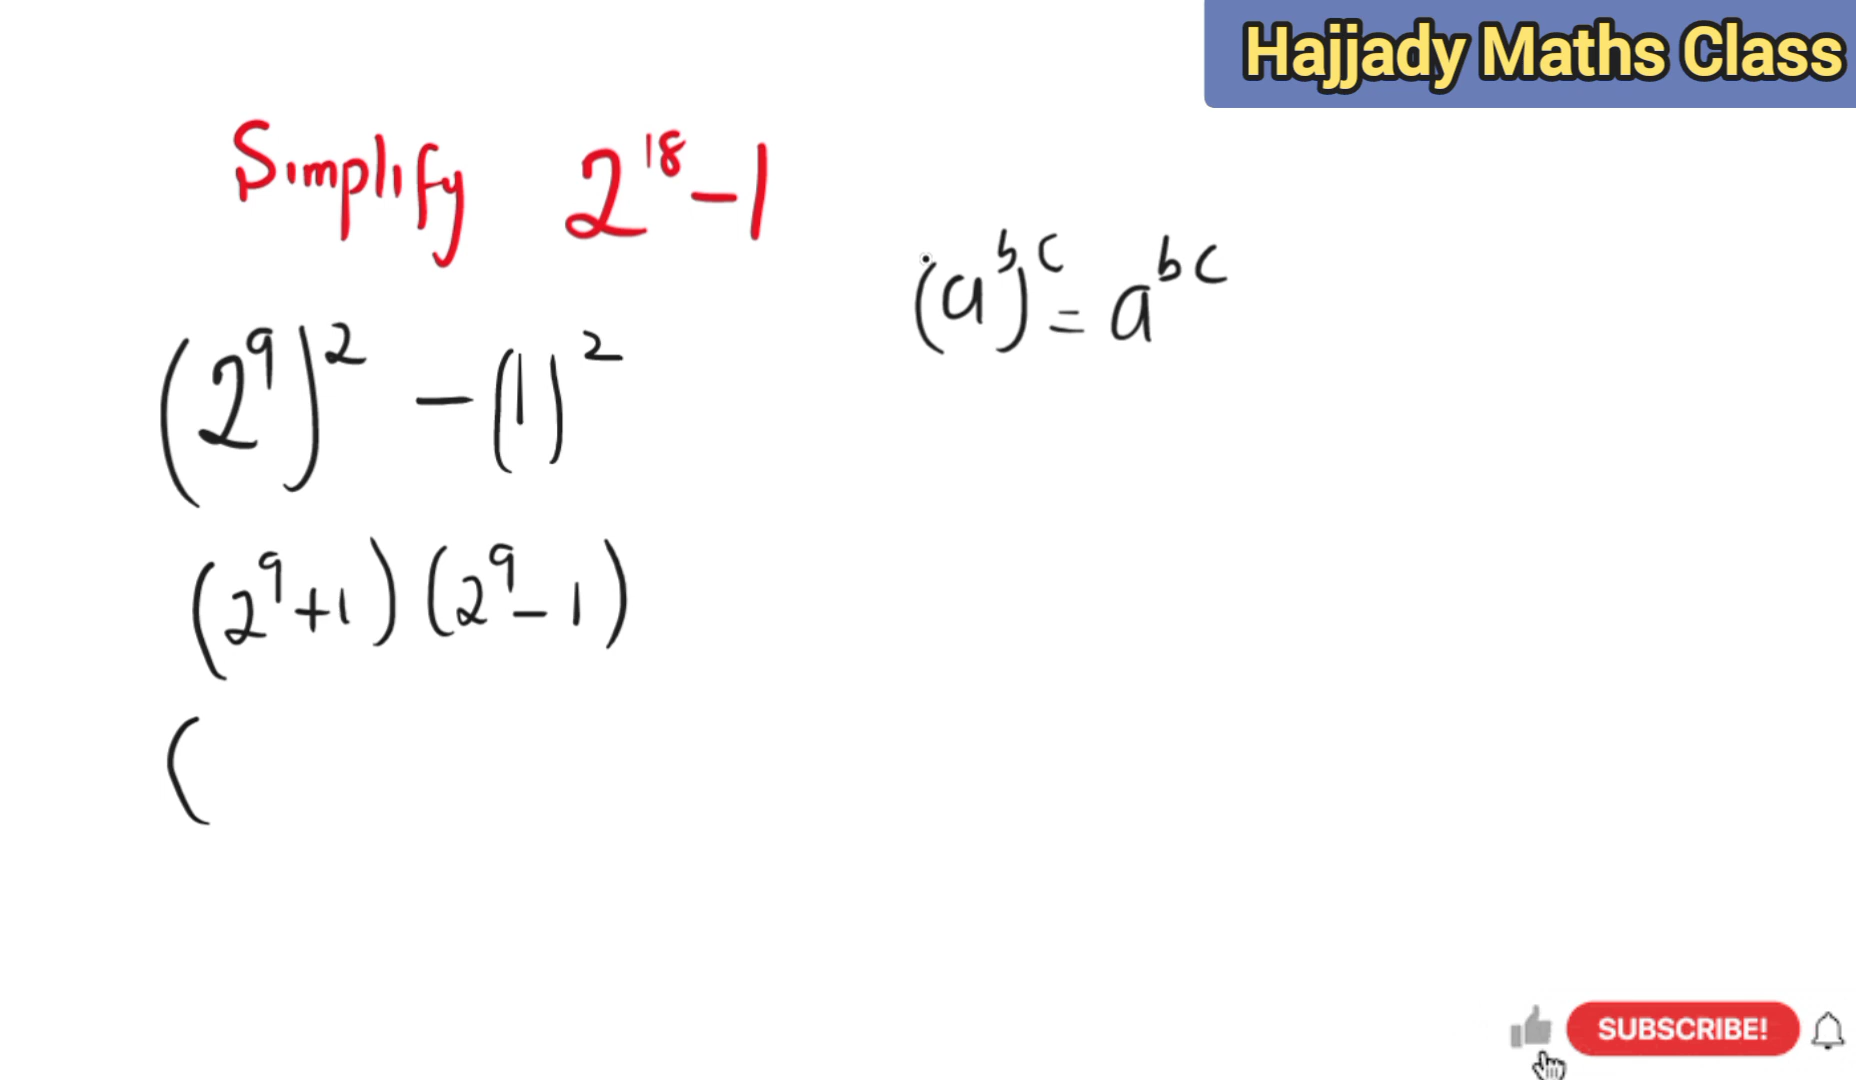 Hajjady Maths Class
Simplify 2^18 - 1
(a^b)^c = a^bc
(2^9)^2 - (1)^2
(2^9 + 1)(2^9 - 1)
(
SUBSCRIBE!